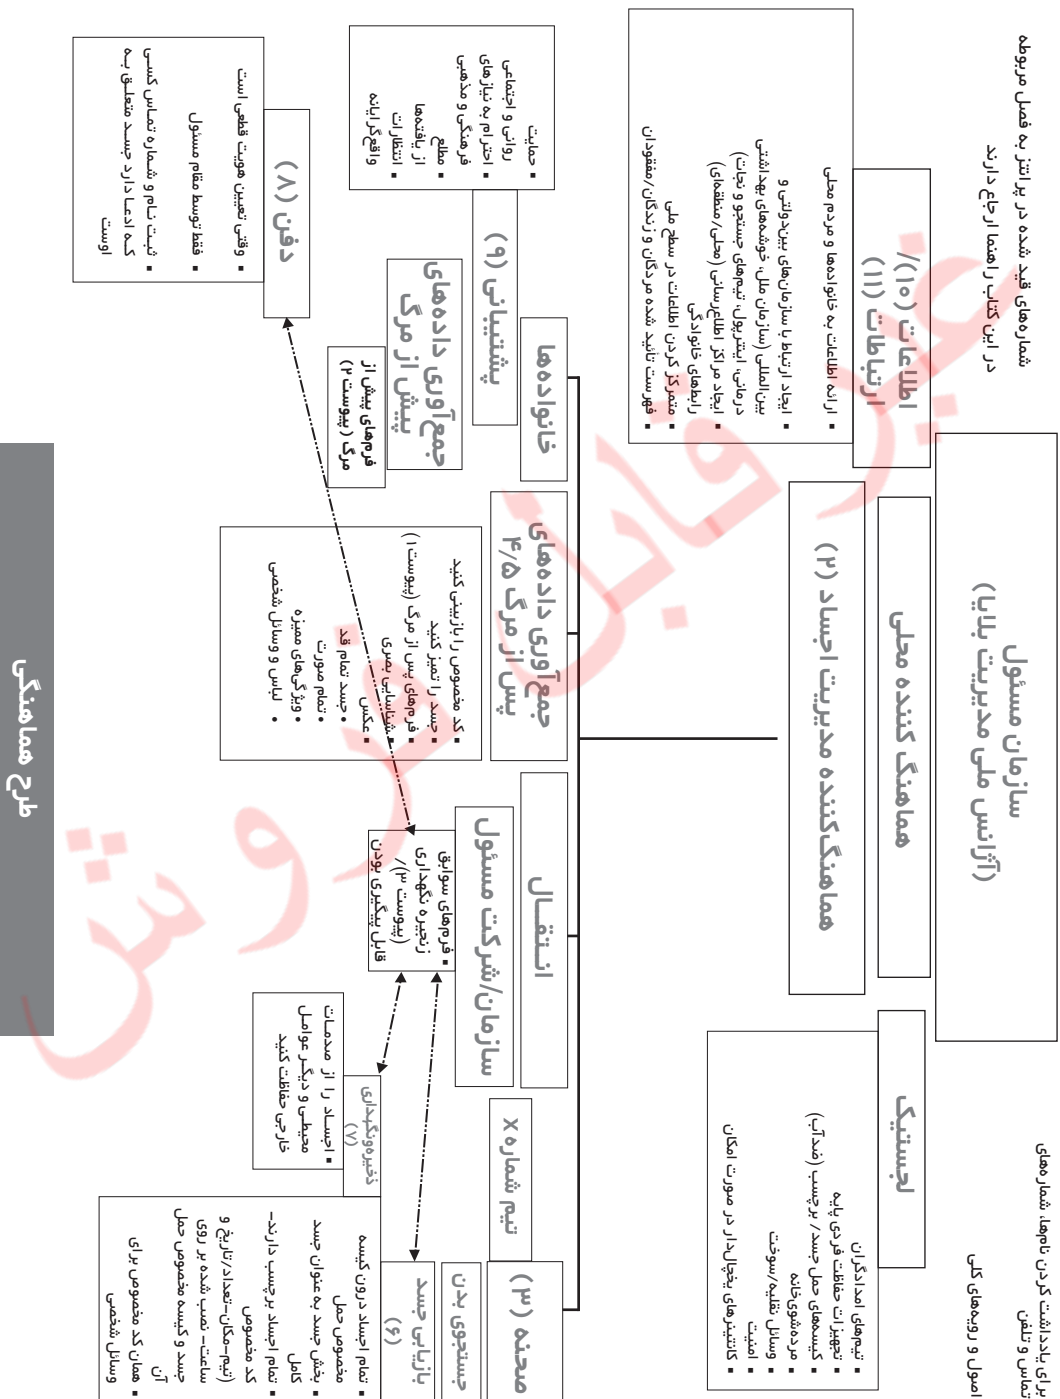 شماره‌های قید شده در پرانتز به فصل مربوطه
در این کتاب راهنما ارجاع دارند
برای یادداشت کردن نام‌ها، شماره‌های
تماس و تلفن
اصول و رویه‌های کلی
سازمان مسئول
(آژانس ملی مدیریت بلایا)
هماهنگ کننده محلی
هماهنگ‌کننده مدیریت اجساد (۲)
اطلاعات (۱۰)/
ارتباطات (۱۱)
▪ ارائه اطلاعات به خانواده‌ها و مردم محلی
▪ ایجاد ارتباط با سازمان‌های بین‌دولتی و
بین‌المللی (سازمان ملل، خوشه‌های بهداشتی
درمانی، اینترپول، تیم‌های جستجو و نجات)
▪ ایجاد مراکز اطلاع‌رسانی (محلی/منطقه‌ای)
رابط‌های خانوادگی
▪ متمرکز کردن اطلاعات در سطح ملی
▪ فهرست تائید شده مردگان و زندگان/مفقودان
لجستیک
▪ تیم‌های امدادگران
▪ تجهیزات حفاظت فردی پایه
▪ کیسه‌های حمل جسد/ برچسب (ضدآب)
▪ مرده‌شوی‌خانه
▪ وسائل نقلیه/سوخت
▪ امنیت
▪ کانتینرهای یخچال‌دار در صورت امکان
خانواده‌ها
پشتیبانی (۹)
▪ حمایت
روانی و اجتماعی
▪ احترام به نیازهای
فرهنگی و مذهبی
▪ مطلع
از یافته‌ها
▪ انتظارات
واقع‌گرایانه
جمع‌آوری داده‌های
پیش از مرگ
فرم‌های پیش از
مرگ (پیوست ۲)
دفن (۸)
▪ وقتی تعیین هویت قطعی است
▪ فقط توسط مقام مسئول
▪ ثبت نام و شماره تماس کسی
که ادعا دارد جسد متعلق به
اوست
جمع‌آوری داده‌های
پس از مرگ ۴/۵
▪ کد مخصوص را بازبینی کنید
▪ جسد را تمیز کنید
▪ فرم‌های پس از مرگ (پیوست۱)
▪ شناسایی بصری
▪ عکس
• جسد تمام قد
• تمام صورت
• ویژگی‌های ممیزه
• لباس و وسائل شخصی
انـتقـــال
سازمان/شرکت مسئول
▪ فرم‌های سوابق
زنجیره نگهداری
(پیوست ۳)/
قابل پیگیری بودن
ذخیره‌ونگهداری
(۷)
▪ اجساد را از صدمات
محیطی و دیگر عوامل
خارجی حفاظت کنید
تیم شماره X
صحنه (۳)
جستجوی بدن
بازیابی جسد
(۶)
▪ تمام اجساد درون کیسه
مخصوص حمل
▪ بخش جسد به عنوان جسد
کامل
▪ تمام اجساد برچسب دارند-
کد مخصوص
(تیم-مکان-تعداد/تاریخ و
ساعت- نصب شده بر روی
جسد و کیسه مخصوص حمل
آن
▪ همان کد مخصوص برای
وسائل شخصی
طرح هماهنگی
غیر قابل فروش